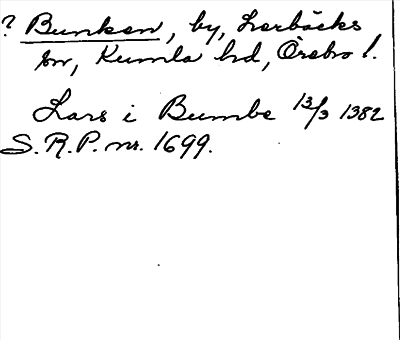 ? Bunken, by, Lerbäcks
sn, Kumla hd, Örebro l.
Lars i Bumbe 13/3 1382
S.R.P. nr. 1699.